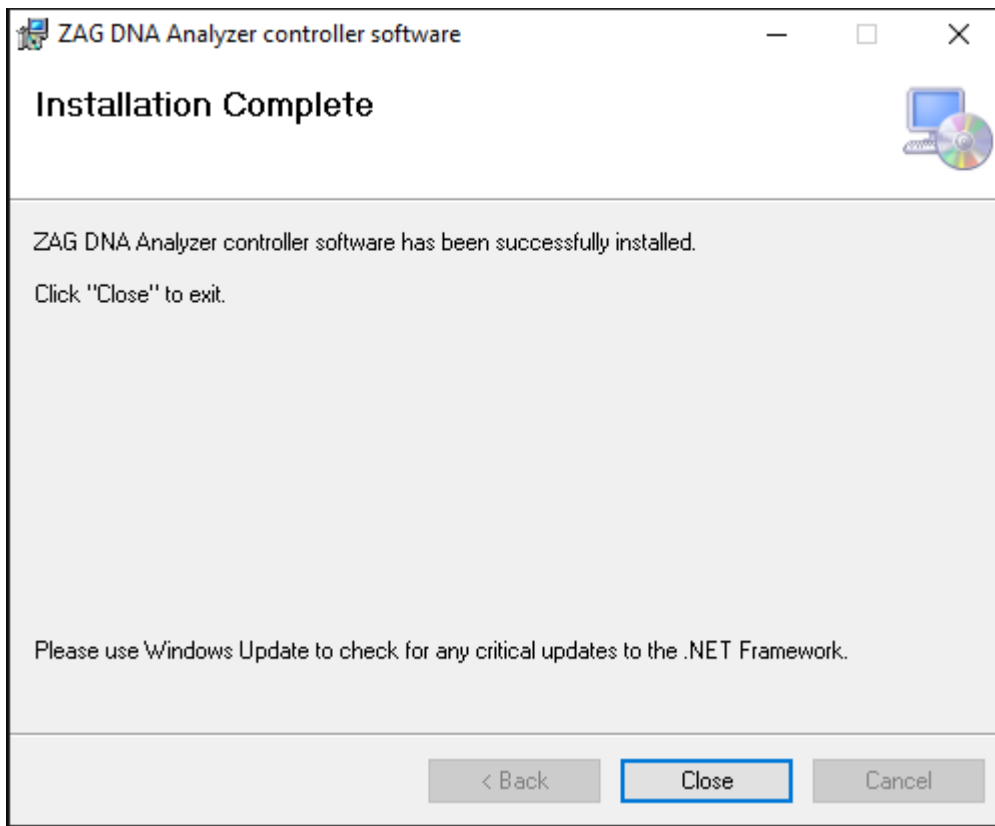 ZAG DNA Analyzer controller software
Installation Complete
ZAG DNA Analyzer controller software has been successfully installed.
Click "Close" to exit.
Please use Windows Update to check for any critical updates to the .NET Framework.
< Back
Close
Cancel